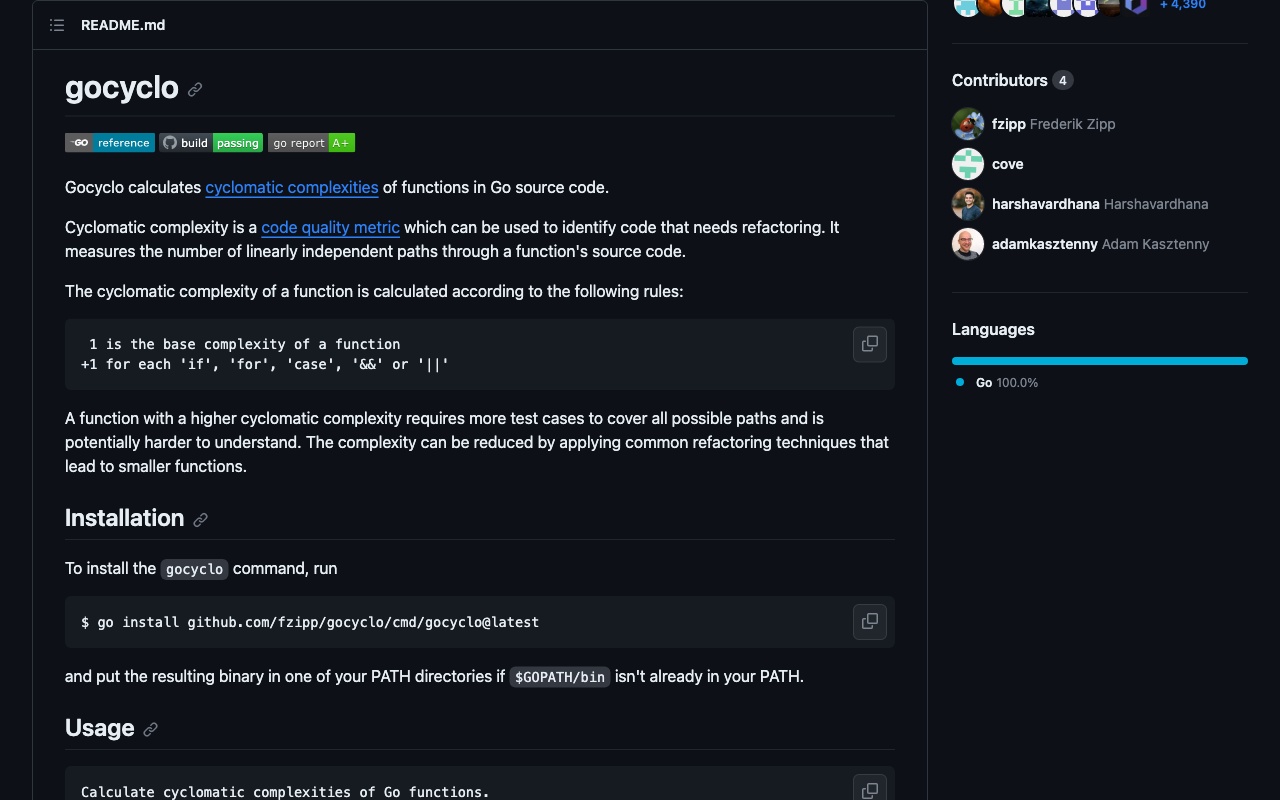 README.md
gocyclo
GO reference build passing go report A+
Gocyclo calculates cyclomatic complexities of functions in Go source code.
Cyclomatic complexity is a code quality metric which can be used to identify code that needs refactoring. It
measures the number of linearly independent paths through a function's source code.
The cyclomatic complexity of a function is calculated according to the following rules:
1 is the base complexity of a function
+1 for each 'if', 'for', 'case', '&&' or '||'
A function with a higher cyclomatic complexity requires more test cases to cover all possible paths and is
potentially harder to understand. The complexity can be reduced by applying common refactoring techniques that
lead to smaller functions.
Installation
To install the gocyclo command, run
$ go install github.com/fzipp/gocyclo/cmd/gocyclo@latest
and put the resulting binary in one of your PATH directories if $GOPATH/bin isn't already in your PATH.
Usage
Calculate cyclomatic complexities of Go functions.
+ 4,390
Contributors 4
fzipp Frederik Zipp
cove
harshavardhana Harshavardhana
adamkasztenny Adam Kasztenny
Languages
Go 100.0%